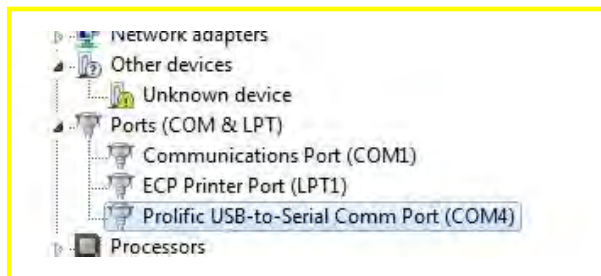 Network adapters
Other devices
Unknown device
Ports (COM & LPT)
Communications Port (COM1)
ECP Printer Port (LPT1)
Prolific USB-to-Serial Comm Port (COM4)
Processors